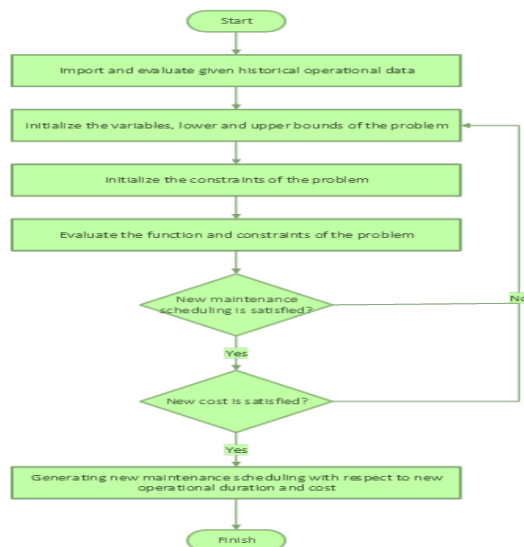 Start
Import and evaluate given historical operational data
Initialize the variables, lower and upper bounds of the problem
Initialize the constraints of the problem
Evaluate the function and constraints of the problem
New maintenance
scheduling is satisfied?
No
Yes
New cost is satisfied?
Yes
Generating new maintenance scheduling with respect to new
operational duration and cost
Finish